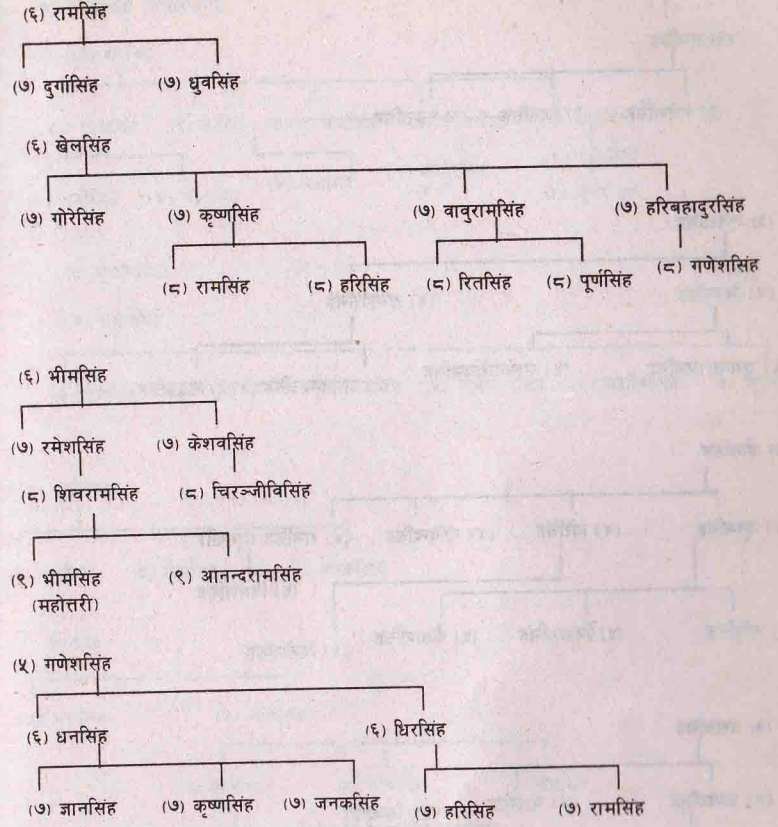 (६) रामसिंह
(७) दुर्गासिंह (७) धुवसिंह
(६) खेलसिंह
(७) गोरेसिंह (७) कृष्णसिंह (७) वावुरामसिंह (७) हरिबहादुरसिंह
(८) रामसिंह (८) हरिसिंह (८) रितसिंह (८) पूर्णसिंह (८) गणेशसिंह
(६) भीमसिंह
(७) रमेशसिंह (७) केशवसिंह
(८) शिवरामसिंह (८) चिरञ्जीविसिंह
(९) भीमसिंह (९) आनन्दरामसिंह
(महोत्तरी)
(५) गणेशसिंह
(६) धनसिंह (६) धिरसिंह
(७) ज्ञानसिंह (७) कृष्णसिंह (७) जनकसिंह (७) हरिसिंह (७) रामसिंह